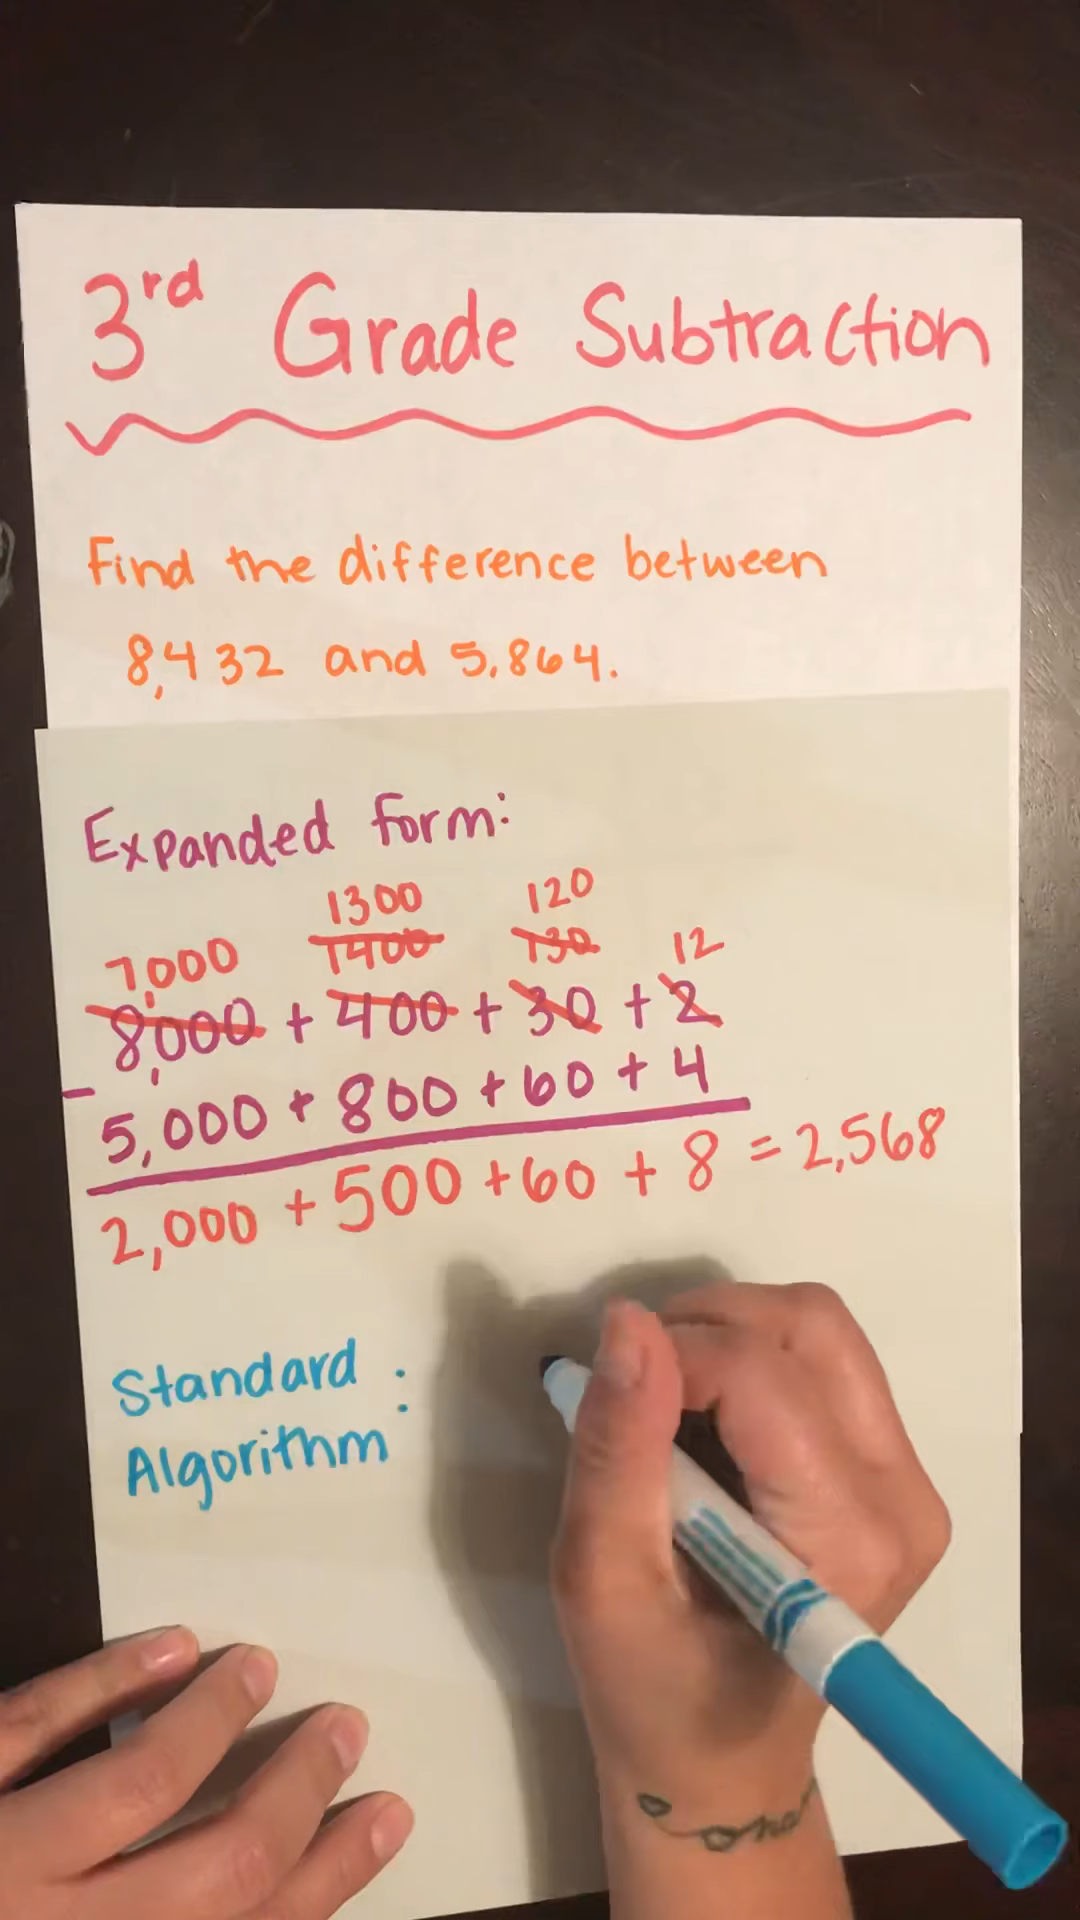 3rd Grade Subtraction
Find the difference between
8,432 and 5,864.
Expanded form:
1300 120
7,000 1400 130 12
8,000 + 400 + 30 + 2
- 5,000 + 800 + 60 + 4
2,000 + 500 + 60 + 8 = 2,568
Standard :
Algorithm